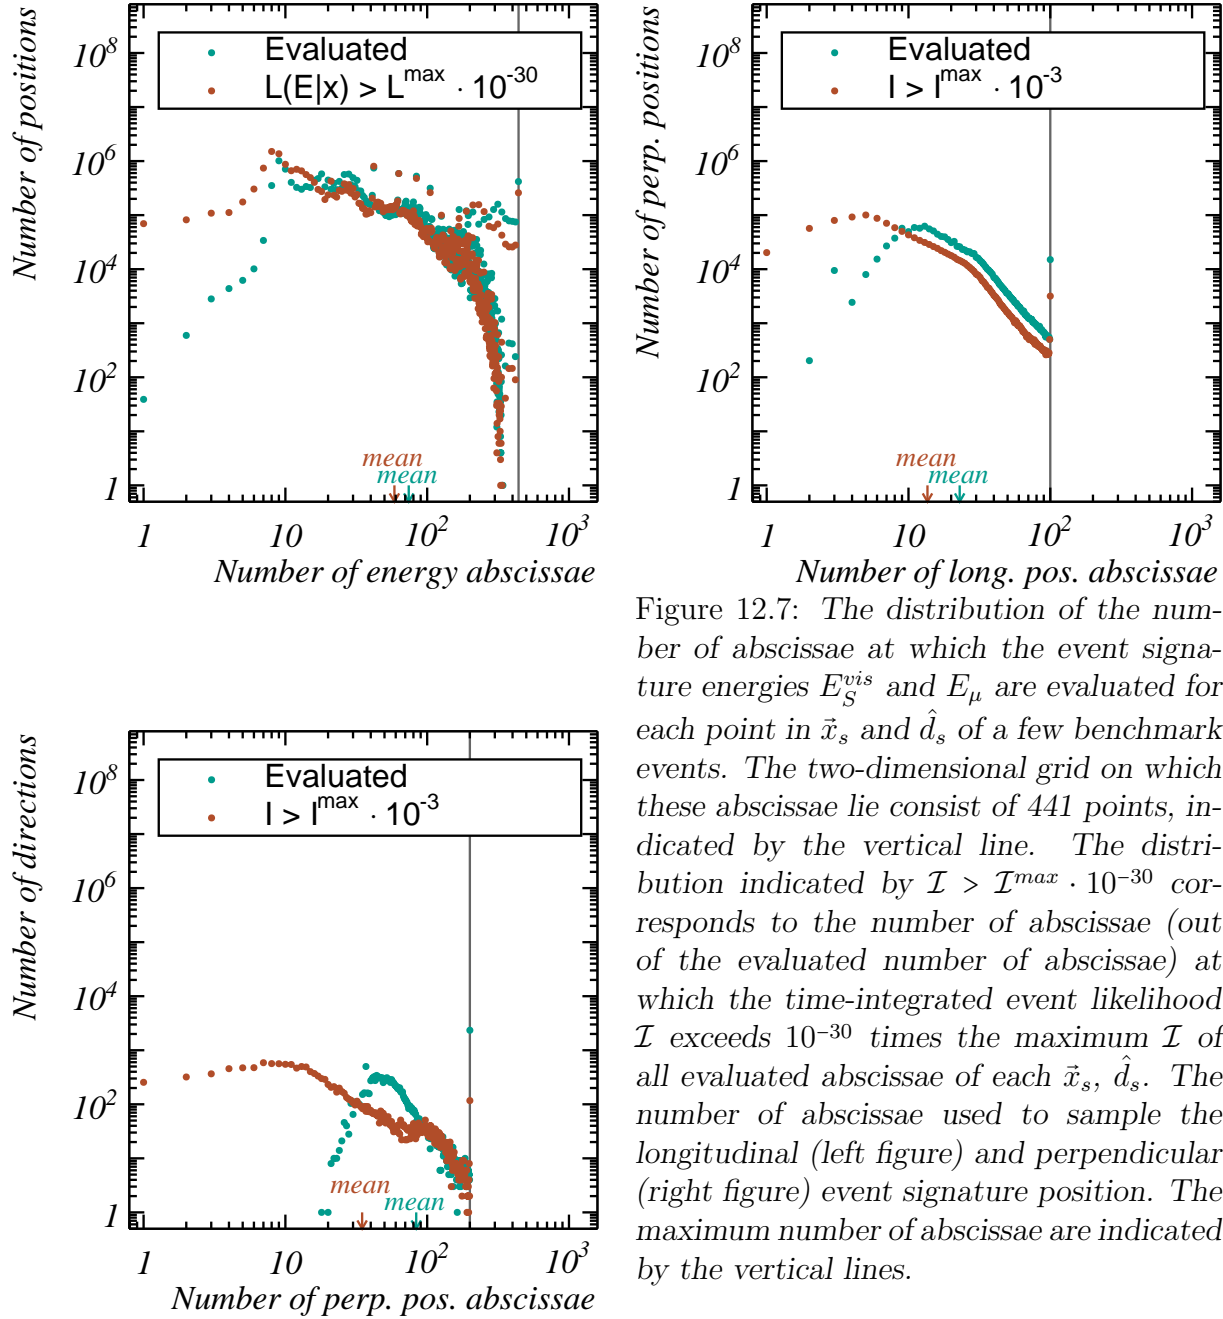 Number of positions
10^8
10^6
10^4
10^2
1
Evaluated
L(E|x) > L^max · 10^-30
mean
mean
1 10 10^2 10^3
Number of energy abscissae
Number of perp. positions
10^8
10^6
10^4
10^2
1
Evaluated
I > I^max · 10^-3
mean
mean
1 10 10^2 10^3
Number of long. pos. abscissae
Number of directions
10^8
10^6
10^4
10^2
1
Evaluated
I > I^max · 10^-3
mean
mean
1 10 10^2 10^3
Number of perp. pos. abscissae
Figure 12.7: The distribution of the num-
ber of abscissae at which the event signa-
ture energies E_S^vis and E_μ are evaluated for
each point in x⃗_s and d̂_s of a few benchmark
events. The two-dimensional grid on which
these abscissae lie consist of 441 points, in-
dicated by the vertical line. The distri-
bution indicated by ℐ > ℐ^max · 10^−30 cor-
responds to the number of abscissae (out
of the evaluated number of abscissae) at
which the time-integrated event likelihood
ℐ exceeds 10^−30 times the maximum ℐ of
all evaluated abscissae of each x⃗_s, d̂_s. The
number of abscissae used to sample the
longitudinal (left figure) and perpendicular
(right figure) event signature position. The
maximum number of abscissae are indicated
by the vertical lines.